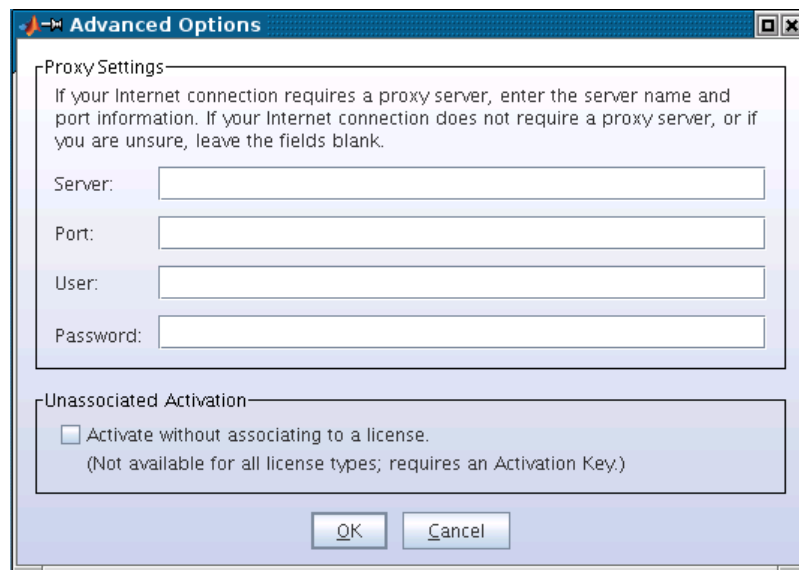 Advanced Options
Proxy Settings
If your Internet connection requires a proxy server, enter the server name and
port information. If your Internet connection does not require a proxy server, or if
you are unsure, leave the fields blank.
Server:
Port:
User:
Password:
Unassociated Activation
Activate without associating to a license.
(Not available for all license types; requires an Activation Key.)
OK
Cancel